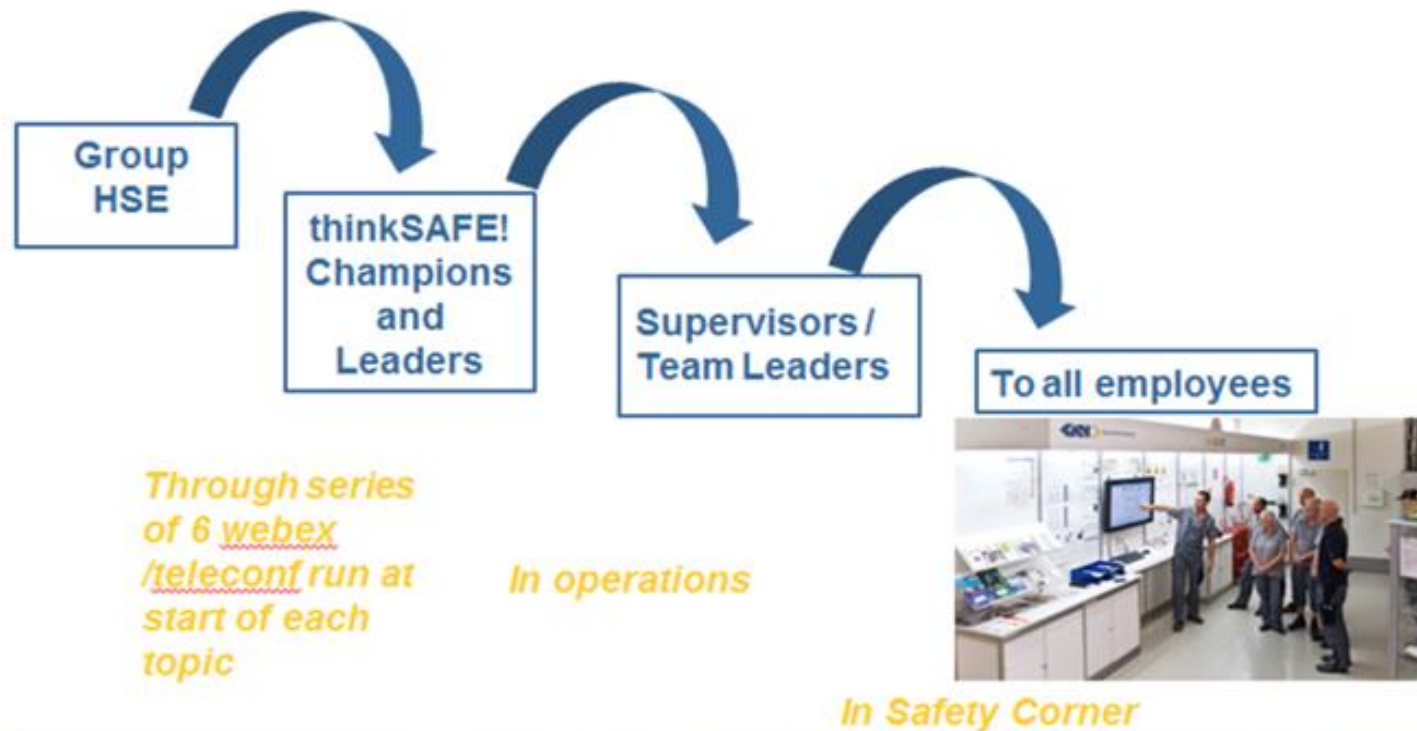 Group
HSE
thinkSAFE!
Champions
and
Leaders
Supervisors /
Team Leaders
To all employees
Through series
of 6 webex
/teleconf run at
start of each
topic
In operations
In Safety Corner